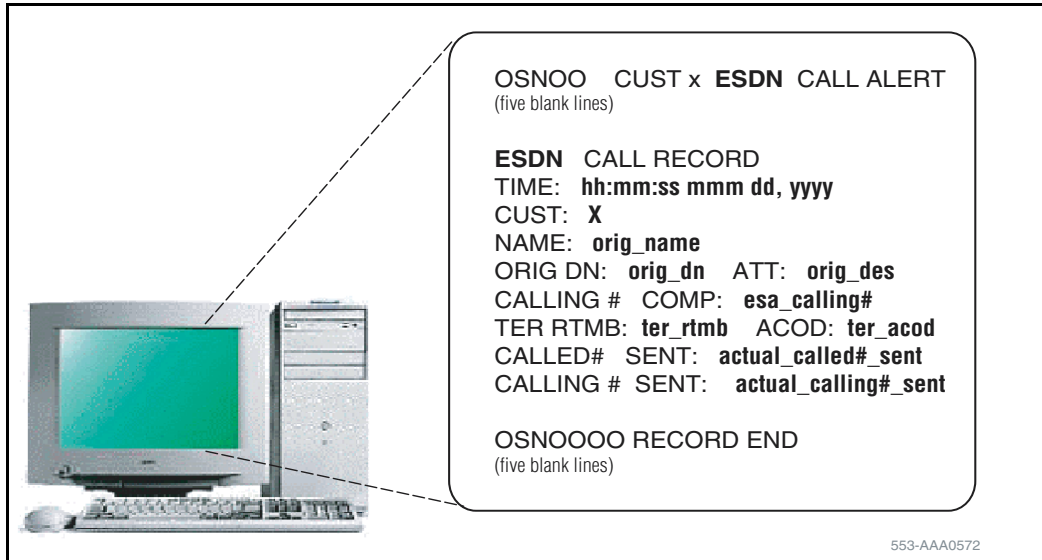 OSNOO CUST x ESDN CALL ALERT
(five blank lines)
ESDN CALL RECORD
TIME: hh:mm:ss mmm dd, yyyy
CUST: X
NAME: orig_name
ORIG DN: orig_dn ATT: orig_des
CALLING # COMP: esa_calling#
TER RTMB: ter_rtmb ACOD: ter_acod
CALLED# SENT: actual_called#_sent
CALLING # SENT: actual_calling#_sent
OSNOOOO RECORD END
(five blank lines)
553-AAA0572